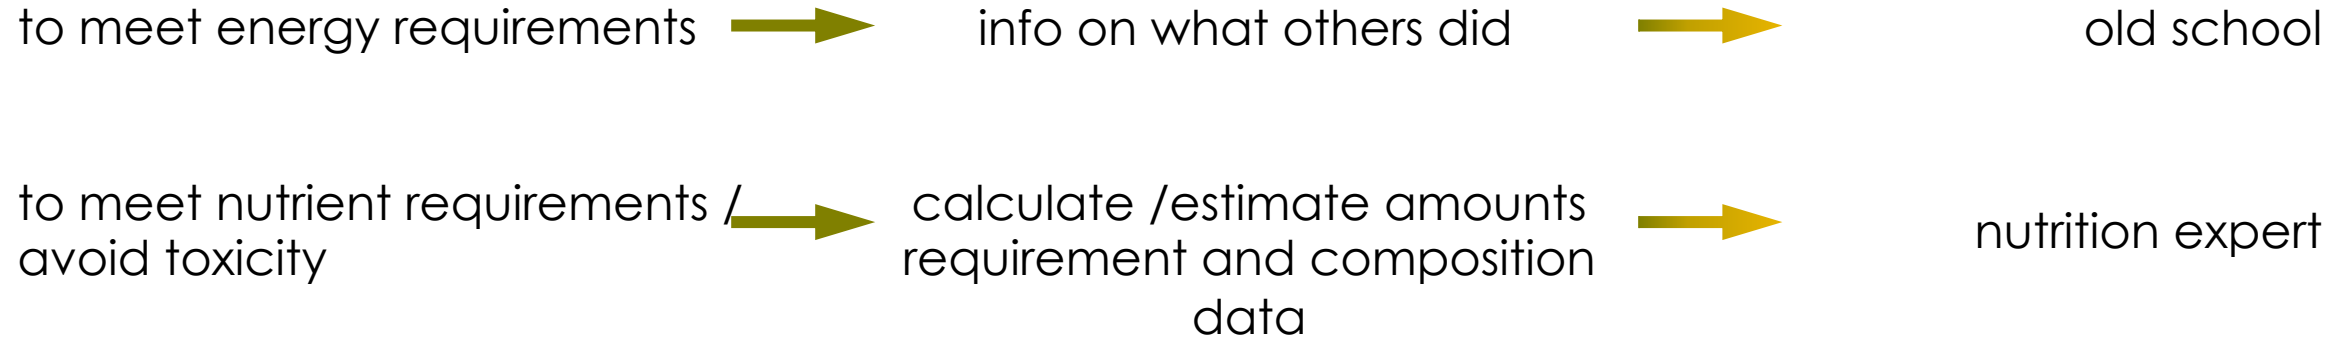 to meet energy requirements
info on what others did
old school
to meet nutrient requirements /
avoid toxicity
calculate /estimate amounts
requirement and composition
data
nutrition expert